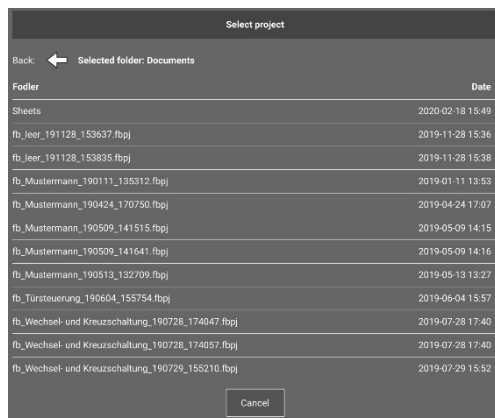 Select project
Back: Selected folder: Documents
Fodler Date
Sheets 2020-02-18 15:49
fb_leer_191128_153637.fbpj 2019-11-28 15:36
fb_leer_191128_153835.fbpj 2019-11-28 15:38
fb_Mustermann_190111_135312.fbpj 2019-01-11 13:53
fb_Mustermann_190424_170750.fbpj 2019-04-24 17:07
fb_Mustermann_190509_141515.fbpj 2019-05-09 14:15
fb_Mustermann_190509_141641.fbpj 2019-05-09 14:16
fb_Mustermann_190513_132709.fbpj 2019-05-13 13:27
fb_Türsteuerung_190604_155754.fbpj 2019-06-04 15:57
fb_Wechsel- und Kreuzschaltung_190728_174047.fbpj 2019-07-28 17:40
fb_Wechsel- und Kreuzschaltung_190728_174057.fbpj 2019-07-28 17:40
fb_Wechsel- und Kreuzschaltung_190729_155210.fbpj 2019-07-29 15:52
Cancel